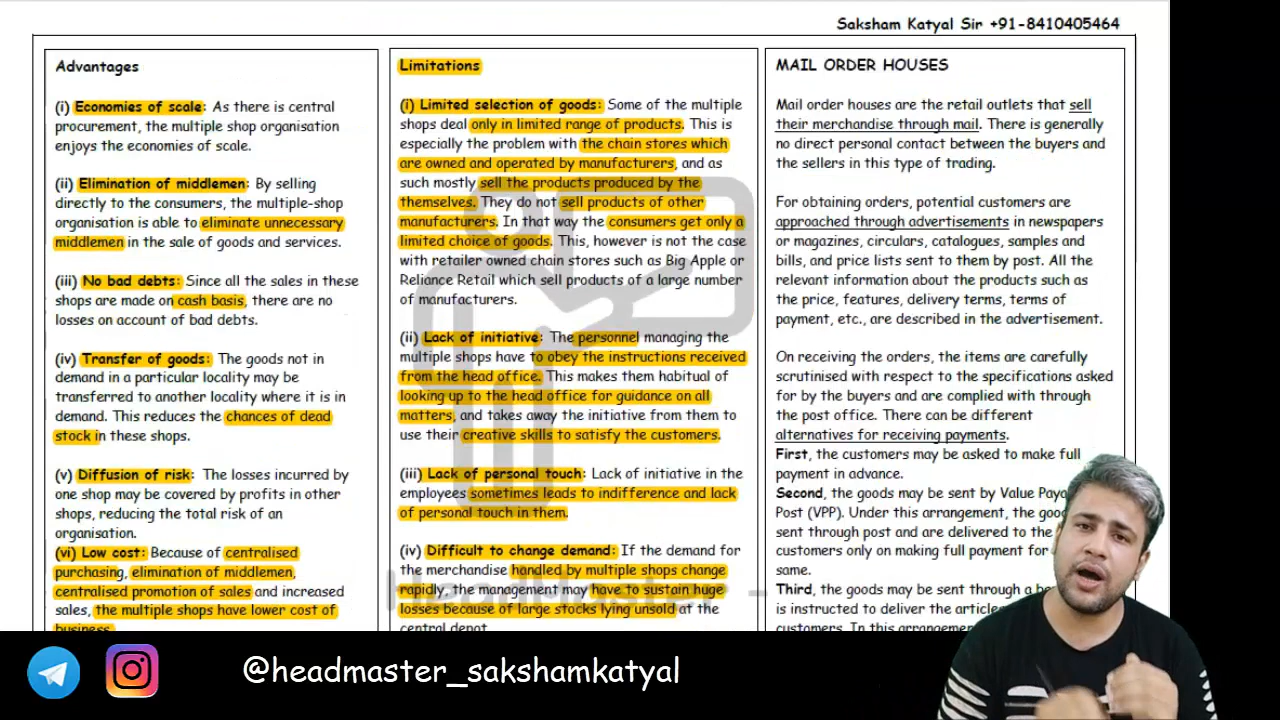 Saksham Katyal Sir +91-8410405464
Advantages
(i) Economies of scale: As there is central
procurement, the multiple shop organisation
enjoys the economies of scale.
(ii) Elimination of middlemen: By selling
directly to the consumers, the multiple-shop
organisation is able to eliminate unnecessary
middlemen in the sale of goods and services.
(iii) No bad debts: Since all the sales in these
shops are made on cash basis, there are no
losses on account of bad debts.
(iv) Transfer of goods: The goods not in
demand in a particular locality may be
transferred to another locality where it is in
demand. This reduces the chances of dead
stock in these shops.
(v) Diffusion of risk: The losses incurred by
one shop may be covered by profits in other
shops, reducing the total risk of an
organisation.
(vi) Low cost: Because of centralised
purchasing, elimination of middlemen,
centralised promotion of sales and increased
sales, the multiple shops have lower cost of
business.
Limitations
(i) Limited selection of goods: Some of the multiple
shops deal only in limited range of products. This is
especially the problem with the chain stores which
are owned and operated by manufacturers, and as
such mostly sell the products produced by the
themselves. They do not sell products of other
manufacturers. In that way the consumers get only a
limited choice of goods. This, however is not the case
with retailer owned chain stores such as Big Apple or
Reliance Retail which sell products of a large number
of manufacturers.
(ii) Lack of initiative: The personnel managing the
multiple shops have to obey the instructions received
from the head office. This makes them habitual of
looking up to the head office for guidance on all
matters, and takes away the initiative from them to
use their creative skills to satisfy the customers.
(iii) Lack of personal touch: Lack of initiative in the
employees sometimes leads to indifference and lack
of personal touch in them.
(iv) Difficult to change demand: If the demand for
the merchandise handled by multiple shops change
rapidly, the management may have to sustain huge
losses because of large stocks lying unsold at the
central depot.
MAIL ORDER HOUSES
Mail order houses are the retail outlets that sell
their merchandise through mail. There is generally
no direct personal contact between the buyers and
the sellers in this type of trading.
For obtaining orders, potential customers are
approached through advertisements in newspapers
or magazines, circulars, catalogues, samples and
bills, and price lists sent to them by post. All the
relevant information about the products such as
the price, features, delivery terms, terms of
payment, etc., are described in the advertisement.
On receiving the orders, the items are carefully
scrutinised with respect to the specifications asked
for by the buyers and are complied with through
the post office. There can be different
alternatives for receiving payments.
First, the customers may be asked to make full
payment in advance.
Second, the goods may be sent by Value
Post (VPP). Under this arrangement, the
sent through post and are delivered to the
customers only on making full payment for
same.
Third, the goods may be sent through a
is instructed to deliver the
customers. In this
HeadMaster -
@headmaster_sakshamkatyal